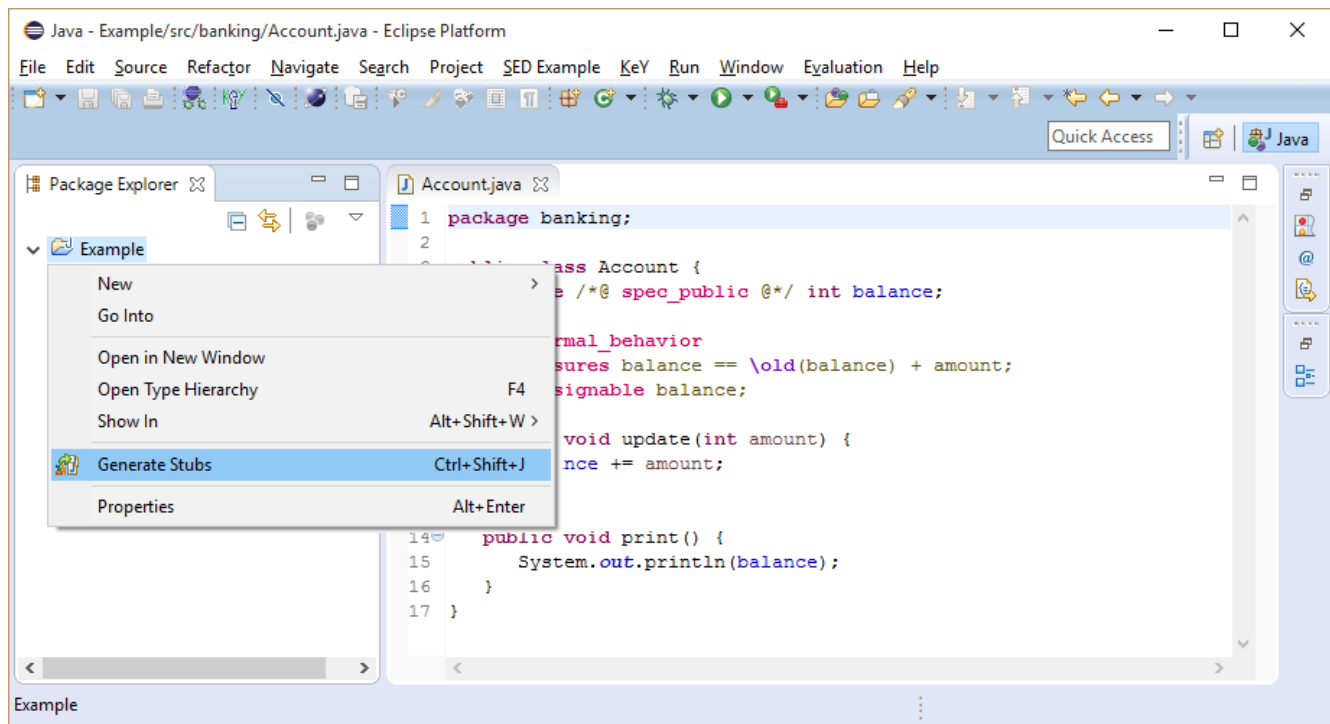 Java - Example/src/banking/Account.java - Eclipse Platform
File Edit Source Refactor Navigate Search Project SED Example KeY Run Window Evaluation Help
KeY
Quick Access
Java
Package Explorer
Account.java
Example
New
Go Into
Open in New Window
Open Type Hierarchy F4
Show In Alt+Shift+W >
Generate Stubs Ctrl+Shift+J
Properties Alt+Enter
1 package banking;
2
ass Account {
e /*@ spec_public @*/ int balance;
rmal_behavior
sures balance == \old(balance) + amount;
signable balance;
void update(int amount) {
nce += amount;
14 public void print() {
15 System.out.println(balance);
16 }
17 }
Example